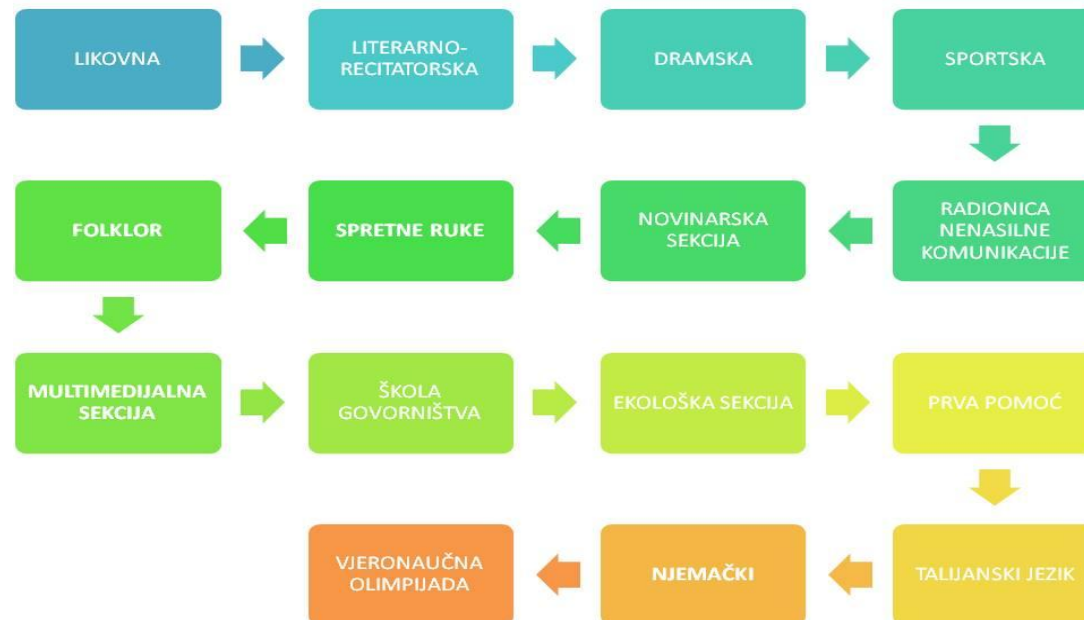 LIKOVNA
LITERARNO-
RECITATORSKA
DRAMSKA
SPORTSKA
RADIONICA
NENASILNE
KOMUNIKACIJE
NOVINARSKA
SEKCIJA
SPRETNE RUKE
FOLKLOR
MULTIMEDIJALNA
SEKCIJA
ŠKOLA
GOVORNIŠTVA
EKOLOŠKA SEKCIJA
PRVA POMOĆ
TALIJANSKI JEZIK
NJEMAČKI
VJERONAUČNA
OLIMPIJADA